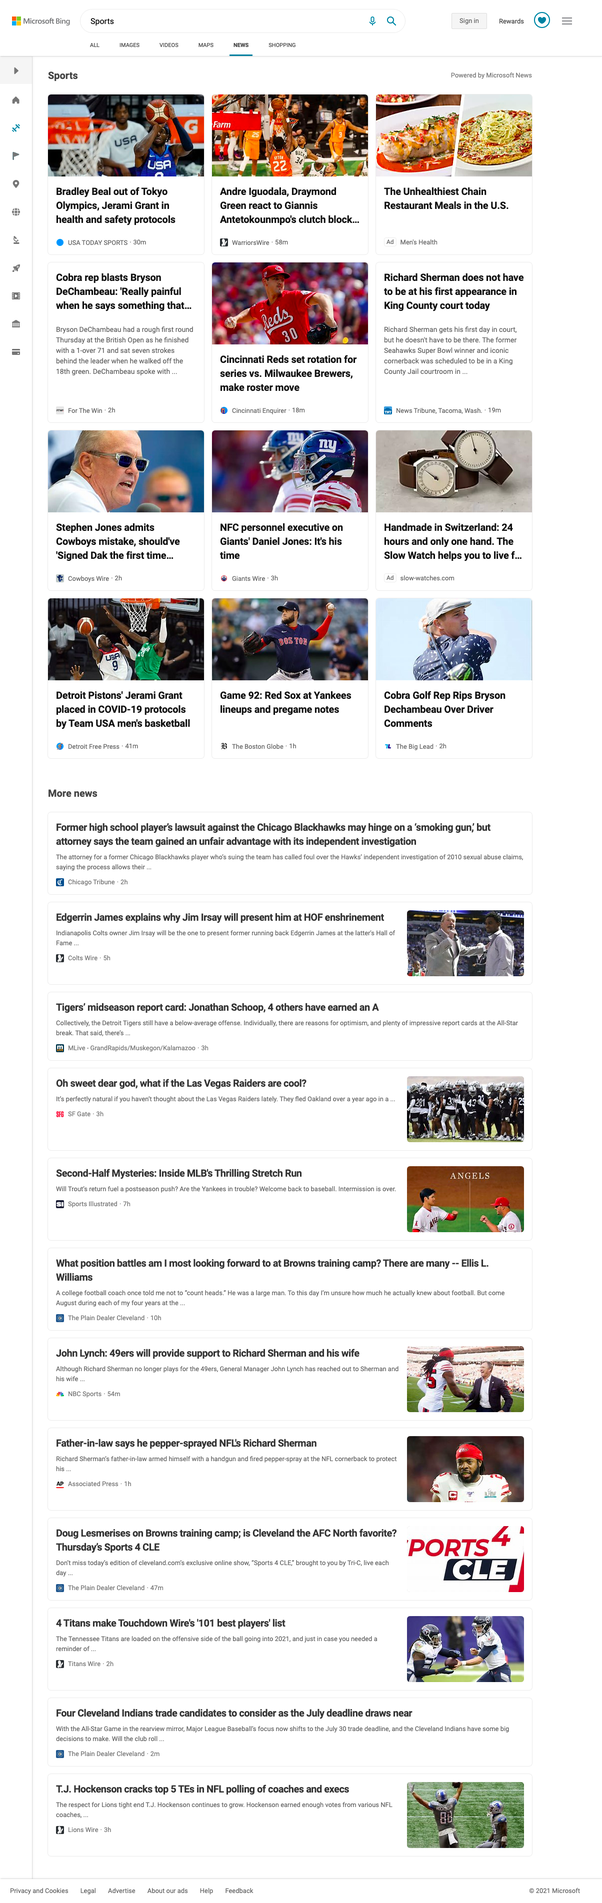 Microsoft Bing
Sports
Sign in
Rewards
ALL
IMAGES
VIDEOS
MAPS
NEWS
SHOPPING
Sports
Powered by Microsoft News
USA
USA
Bradley Beal out of Tokyo
Olympics, Jerami Grant in
health and safety protocols
USA TODAY SPORTS · 30m
Farm
22
34
Andre Iguodala, Draymond
Green react to Giannis
Antetokounmpo's clutch block...
WarriorsWire · 58m
The Unhealthiest Chain
Restaurant Meals in the U.S.
Ad Men's Health
Cobra rep blasts Bryson
DeChambeau: 'Really painful
when he says something that...
Bryson DeChambeau had a rough first round
Thursday at the British Open as he finished
with a 1-over 71 and sat seven strokes
behind the leader when he walked off the
18th green. DeChambeau spoke with ...
For The Win · 2h
Reds
30
Cincinnati Reds set rotation for
series vs. Milwaukee Brewers,
make roster move
Cincinnati Enquirer · 18m
Richard Sherman does not have
to be at his first appearance in
King County court today
Richard Sherman gets his first day in court,
but he doesn't have to be there. The former
Seahawks Super Bowl winner and iconic
cornerback was scheduled to be in a King
County Jail courtroom in ...
News Tribune, Tacoma, Wash. · 19m
Stephen Jones admits
Cowboys mistake, should've
'Signed Dak the first time...
Cowboys Wire · 2h
ny
ny
NFC personnel executive on
Giants' Daniel Jones: It's his
time
Giants Wire · 3h
Handmade in Switzerland: 24
hours and only one hand. The
Slow Watch helps you to live f...
Ad slow-watches.com
USA
9
Detroit Pistons' Jerami Grant
placed in COVID-19 protocols
by Team USA men's basketball
Detroit Free Press · 41m
Game 92: Red Sox at Yankees
lineups and pregame notes
The Boston Globe · 1h
Cobra Golf Rep Rips Bryson
Dechambeau Over Driver
Comments
The Big Lead · 2h
More news
Former high school player's lawsuit against the Chicago Blackhawks may hinge on a 'smoking gun,' but
attorney says the team gained an unfair advantage with its independent investigation
The attorney for a former Chicago Blackhawks player who's suing the team has called foul over the Hawks' independent investigation of 2010 sexual abuse claims,
saying the process allows their ...
Chicago Tribune · 2h
Edgerrin James explains why Jim Irsay will present him at HOF enshrinement
Indianapolis Colts owner Jim Irsay will be the one to present former running back Edgerrin James at the latter's Hall of
Fame ...
Colts Wire · 5h
Tigers' midseason report card: Jonathan Schoop, 4 others have earned an A
Collectively, the Detroit Tigers still have a below-average offense. Individually, there are reasons for optimism, and plenty of impressive report cards at the All-Star
break. That said, there's ...
MLive - GrandRapids/Muskegon/Kalamazoo · 3h
Oh sweet dear god, what if the Las Vegas Raiders are cool?
It's perfectly natural if you haven't thought about the Las Vegas Raiders lately. They fled Oakland over a year ago in a ...
SF Gate · 3h
Second-Half Mysteries: Inside MLB's Thrilling Stretch Run
Will Trout's return fuel a postseason push? Are the Yankees in trouble? Welcome back to baseball. Intermission is over.
Sports Illustrated · 7h
ANGELS
What position battles am I most looking forward to at Browns training camp? There are many -- Ellis L.
Williams
A college football coach once told me not to "count heads." He was a large man. To this day I'm unsure how much he actually knew about football. But come
August during each of my four years at the ...
The Plain Dealer Cleveland · 10h
John Lynch: 49ers will provide support to Richard Sherman and his wife
Although Richard Sherman no longer plays for the 49ers, General Manager John Lynch has reached out to Sherman and
his wife ...
NBC Sports · 54m
Father-in-law says he pepper-sprayed NFL's Richard Sherman
Richard Sherman's father-in-law armed himself with a handgun and fired pepper-spray at the NFL cornerback to protect
his ...
AP Associated Press · 1h
Doug Lesmerises on Browns training camp; is Cleveland the AFC North favorite?
Thursday's Sports 4 CLE
Don't miss today's edition of cleveland.com's exclusive online show, "Sports 4 CLE," brought to you by Tri-C, live each
day ...
The Plain Dealer Cleveland · 47m
PORTS 4
CLE
4 Titans make Touchdown Wire's '101 best players' list
The Tennessee Titans are loaded on the offensive side of the ball going into 2021, and just in case you needed a
reminder of ...
Titans Wire · 2h
Four Cleveland Indians trade candidates to consider as the July deadline draws near
With the All-Star Game in the rearview mirror, Major League Baseball's focus now shifts to the July 30 trade deadline, and the Cleveland Indians have some big
decisions to make. Will the club roll ...
The Plain Dealer Cleveland · 2m
T.J. Hockenson cracks top 5 TEs in NFL polling of coaches and execs
The respect for Lions tight end T.J. Hockenson continues to grow. Hockenson earned enough votes from various NFL
coaches, ...
Lions Wire · 3h
88
Privacy and Cookies
Legal
Advertise
About our ads
Help
Feedback
© 2021 Microsoft